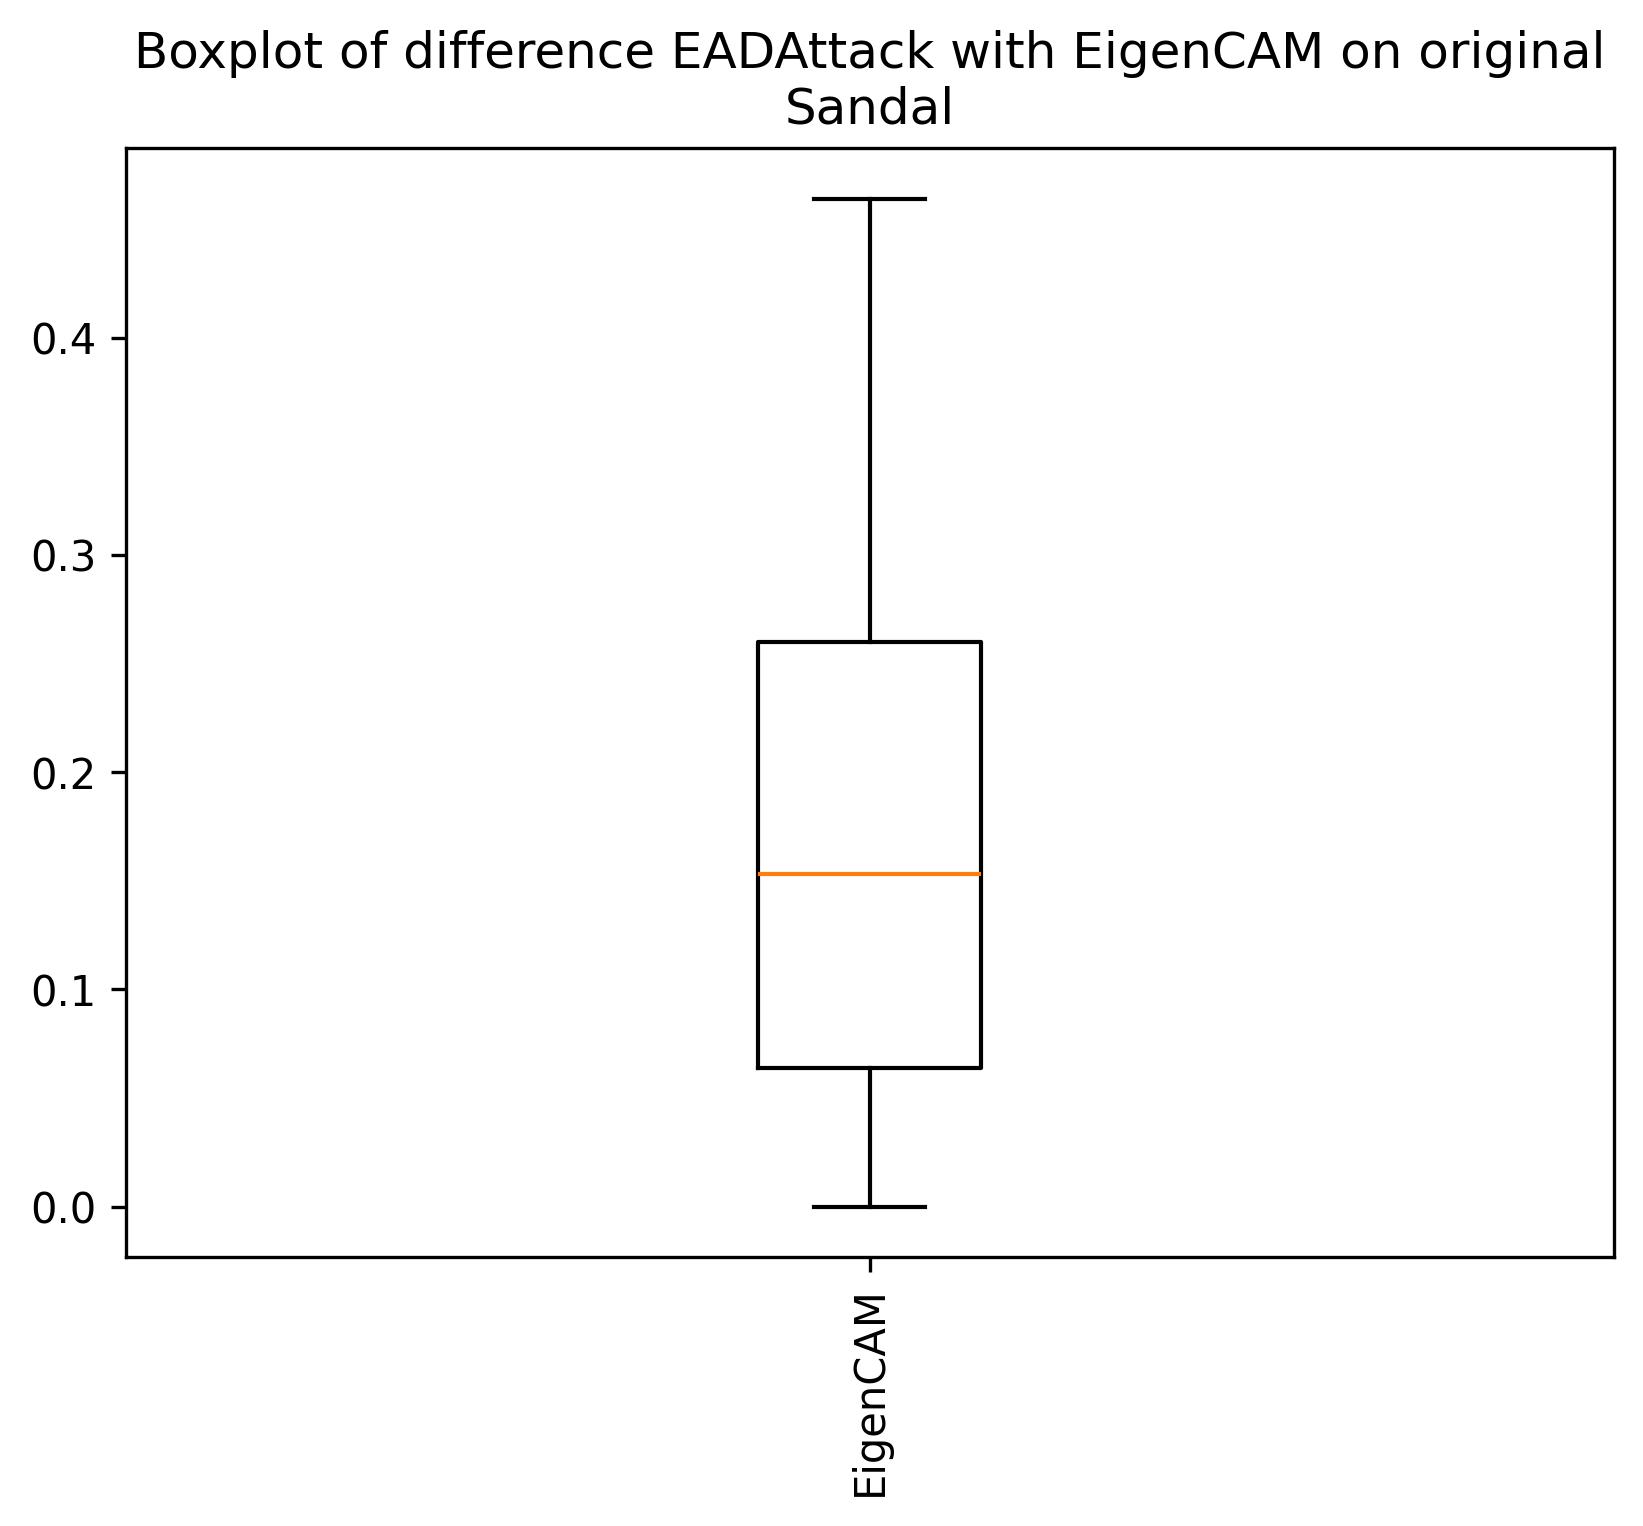 Boxplot of difference EADAttack with EigenCAM on original
Sandal
0.4
0.3
0.2
0.1
0.0
EigenCAM